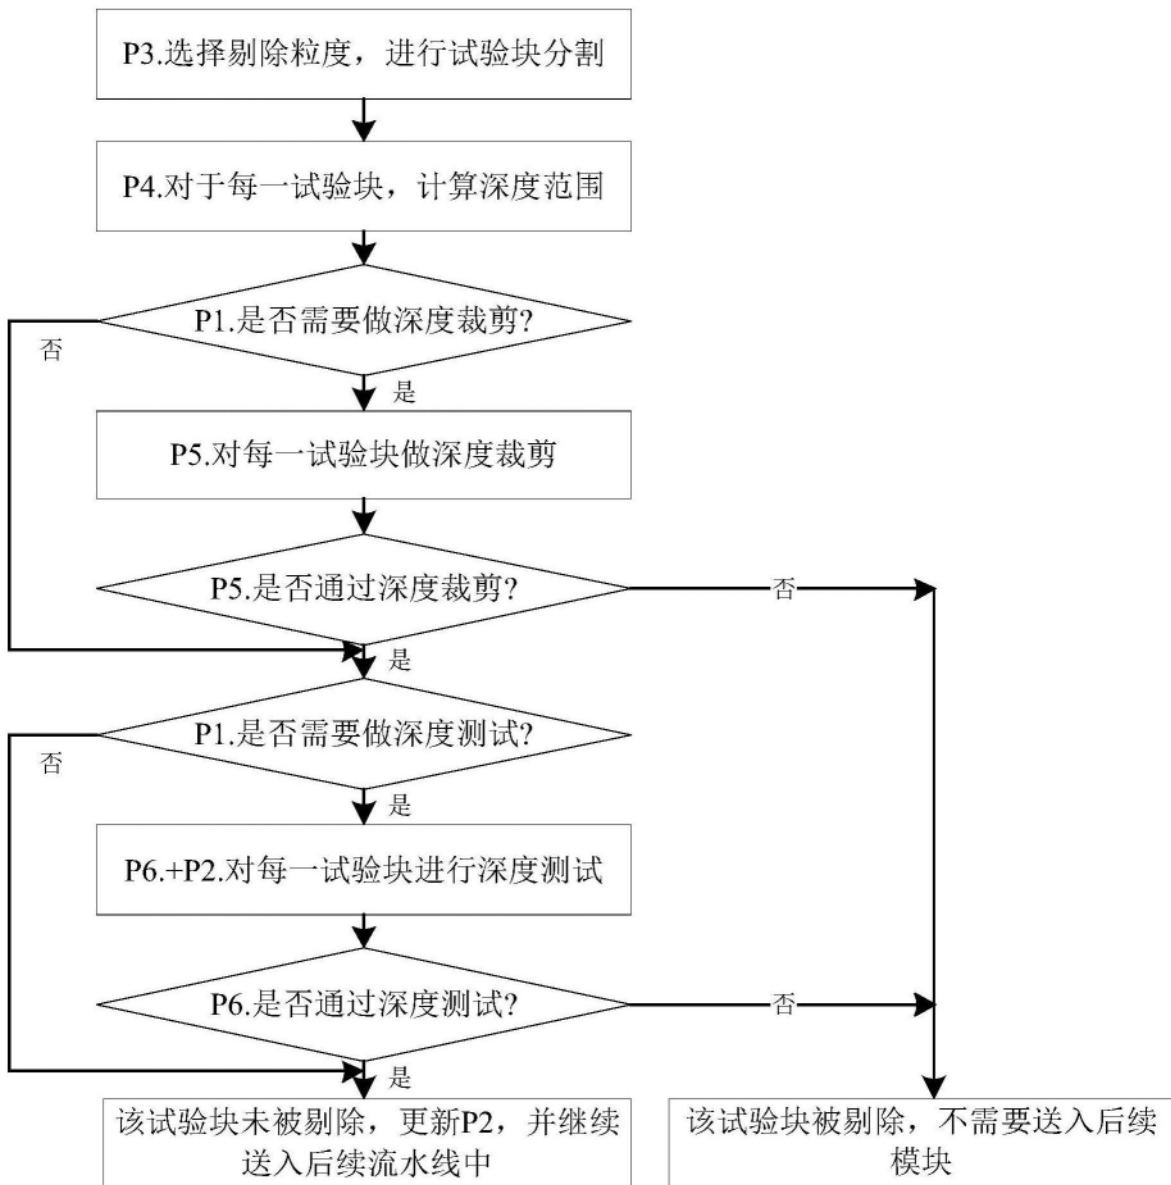 P3.选择剔除粒度，进行试验块分割
P4.对于每一试验块，计算深度范围
P1.是否需要做深度裁剪?
否
是
P5.对每一试验块做深度裁剪
P5.是否通过深度裁剪?
否
是
P1.是否需要做深度测试?
否
是
P6.+P2.对每一试验块进行深度测试
P6.是否通过深度测试?
否
是
该试验块未被剔除，更新P2，并继续
送入后续流水线中
该试验块被剔除，不需要送入后续
模块